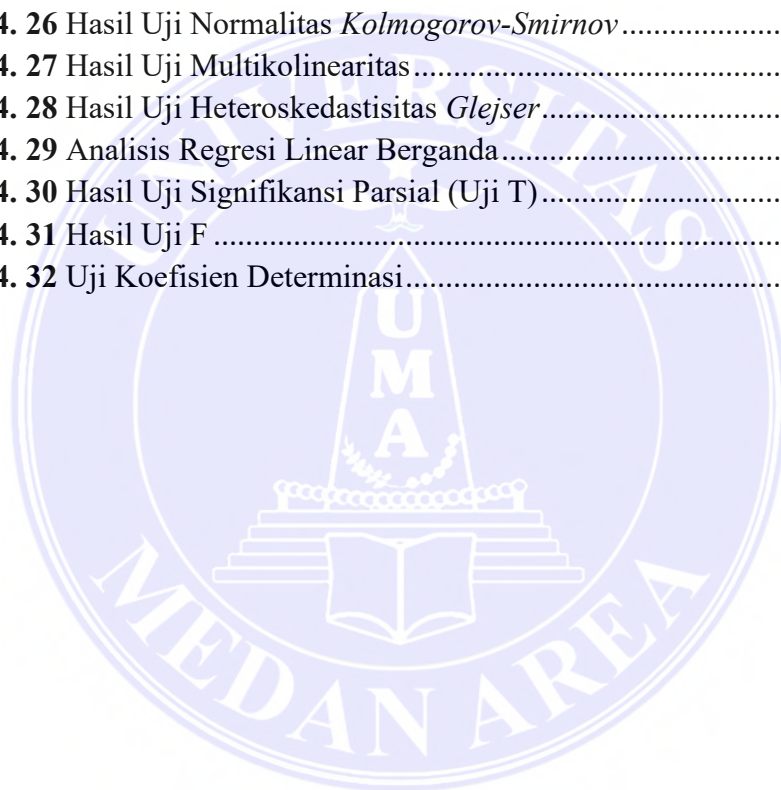 4. 26 Hasil Uji Normalitas Kolmogorov-Smirnov....................
4. 27 Hasil Uji Multikolinearitas..............................................
4. 28 Hasil Uji Heteroskedastisitas Glejser..............................
4. 29 Analisis Regresi Linear Berganda...................................
4. 30 Hasil Uji Signifikansi Parsial (Uji T)..............................
4. 31 Hasil Uji F......................................................................
4. 32 Uji Koefisien Determinasi...............................................
UNIVERSITAS
U
M
A
MEDAN AREA